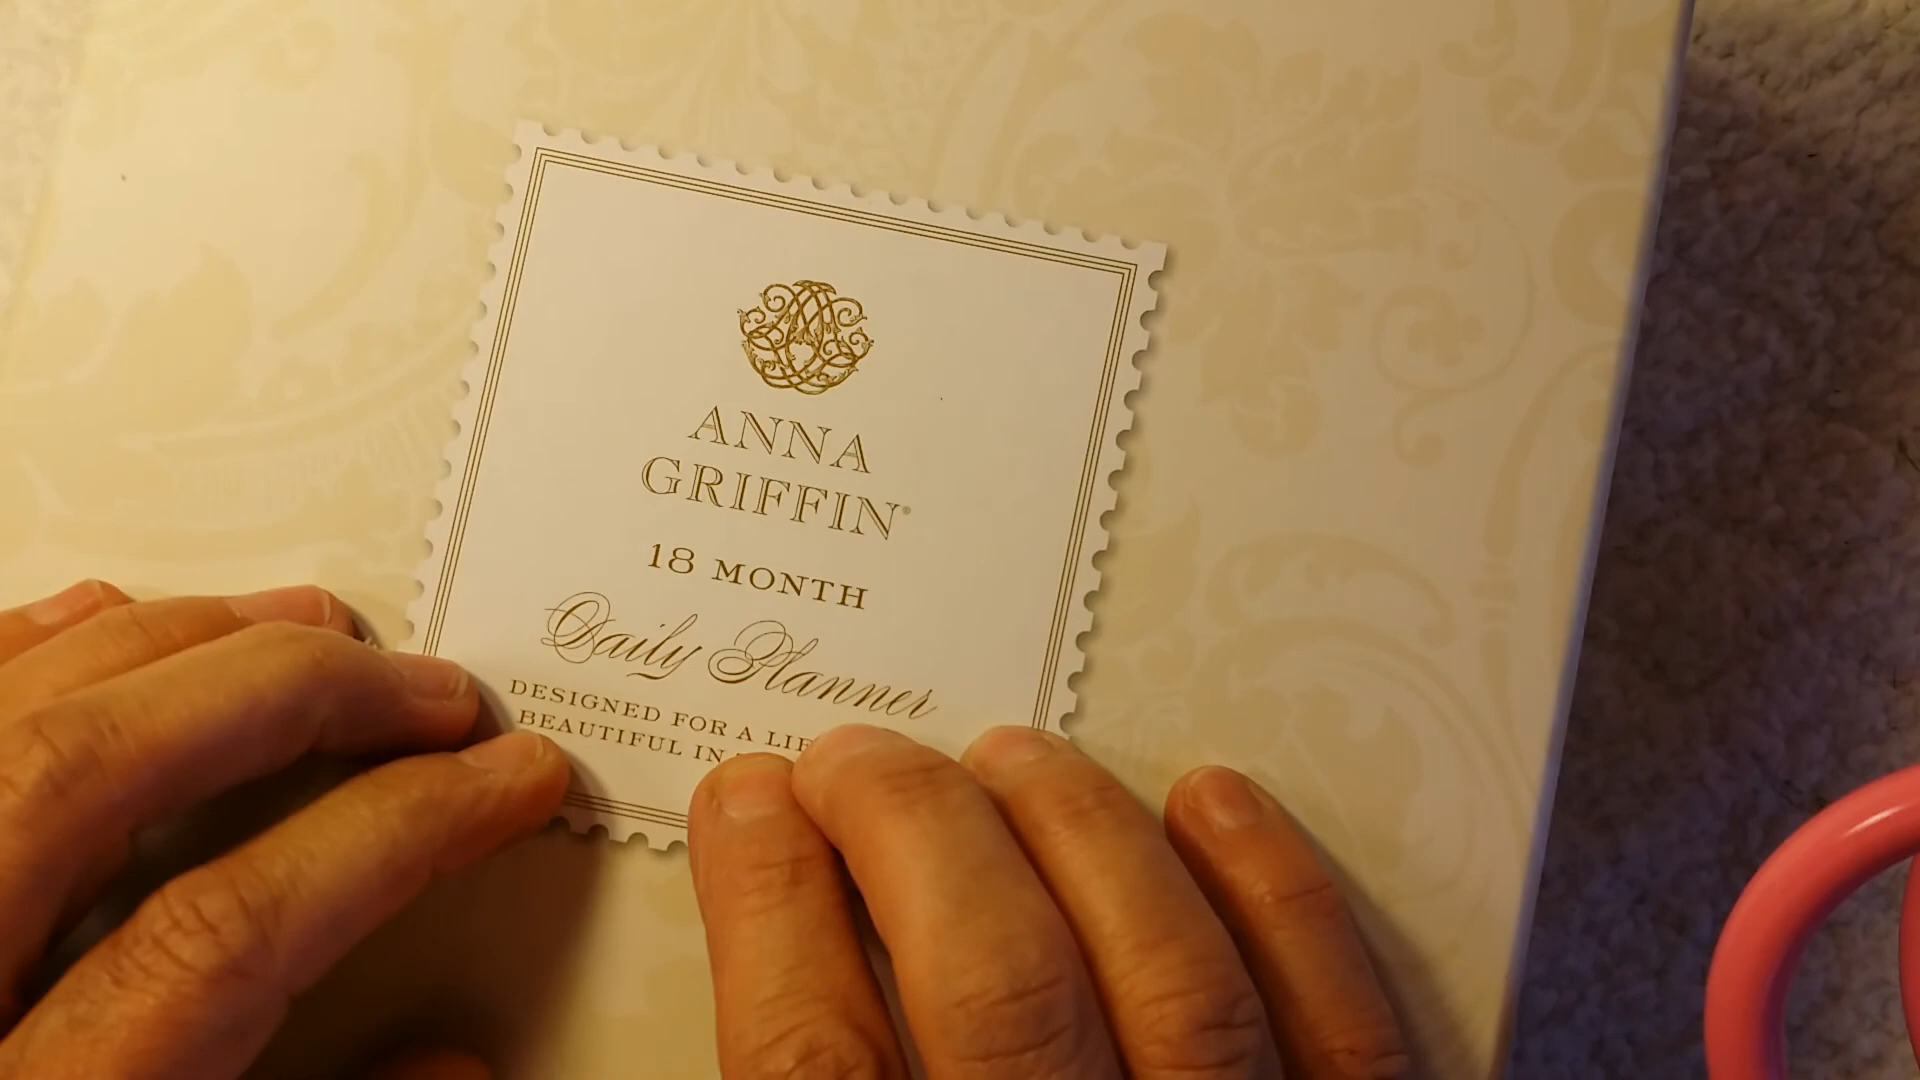 ANNA
GRIFFIN®
18 MONTH
Daily Planner
DESIGNED FOR A
BEAUTIFUL IN